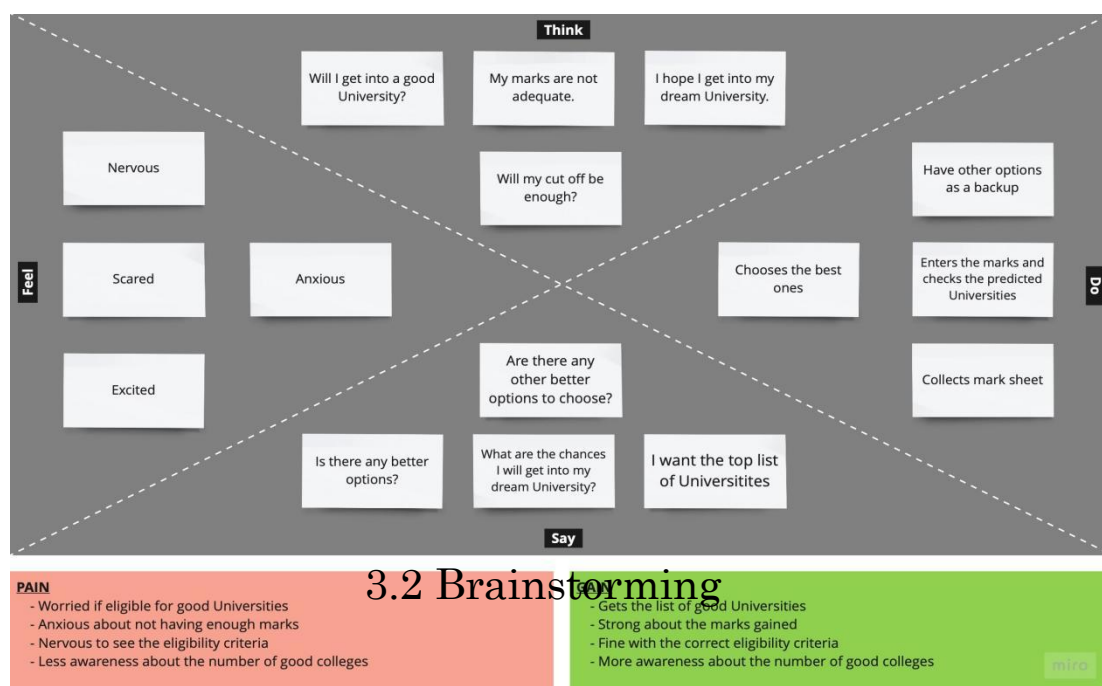 Think
Will I get into a good
University?
My marks are not
adequate.
I hope I get into my
dream University.
Will my cut off be
enough?
Feel
Nervous
Scared
Anxious
Excited
Have other options
as a backup
Chooses the best
ones
Enters the marks and
checks the predicted
Universities
Collects mark sheet
Do
Are there any
other better
options to choose?
Is there any better
options?
What are the chances
I will get into my
dream University?
I want the top list
of Universitites
Say
3.2 Brainstorming
PAIN
- Worried if eligible for good Universities
- Anxious about not having enough marks
- Nervous to see the eligibility criteria
- Less awareness about the number of good colleges
GAIN
- Gets the list of good Universities
- Strong about the marks gained
- Fine with the correct eligibility criteria
- More awareness about the number of good colleges
miro